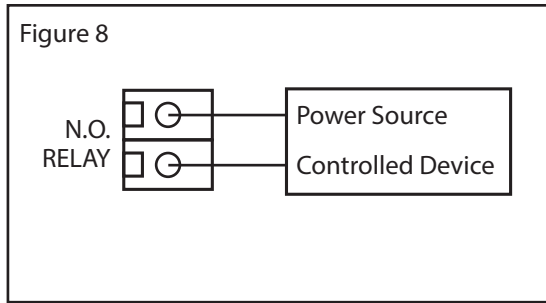 Figure 8
N.O.
RELAY
Power Source
Controlled Device